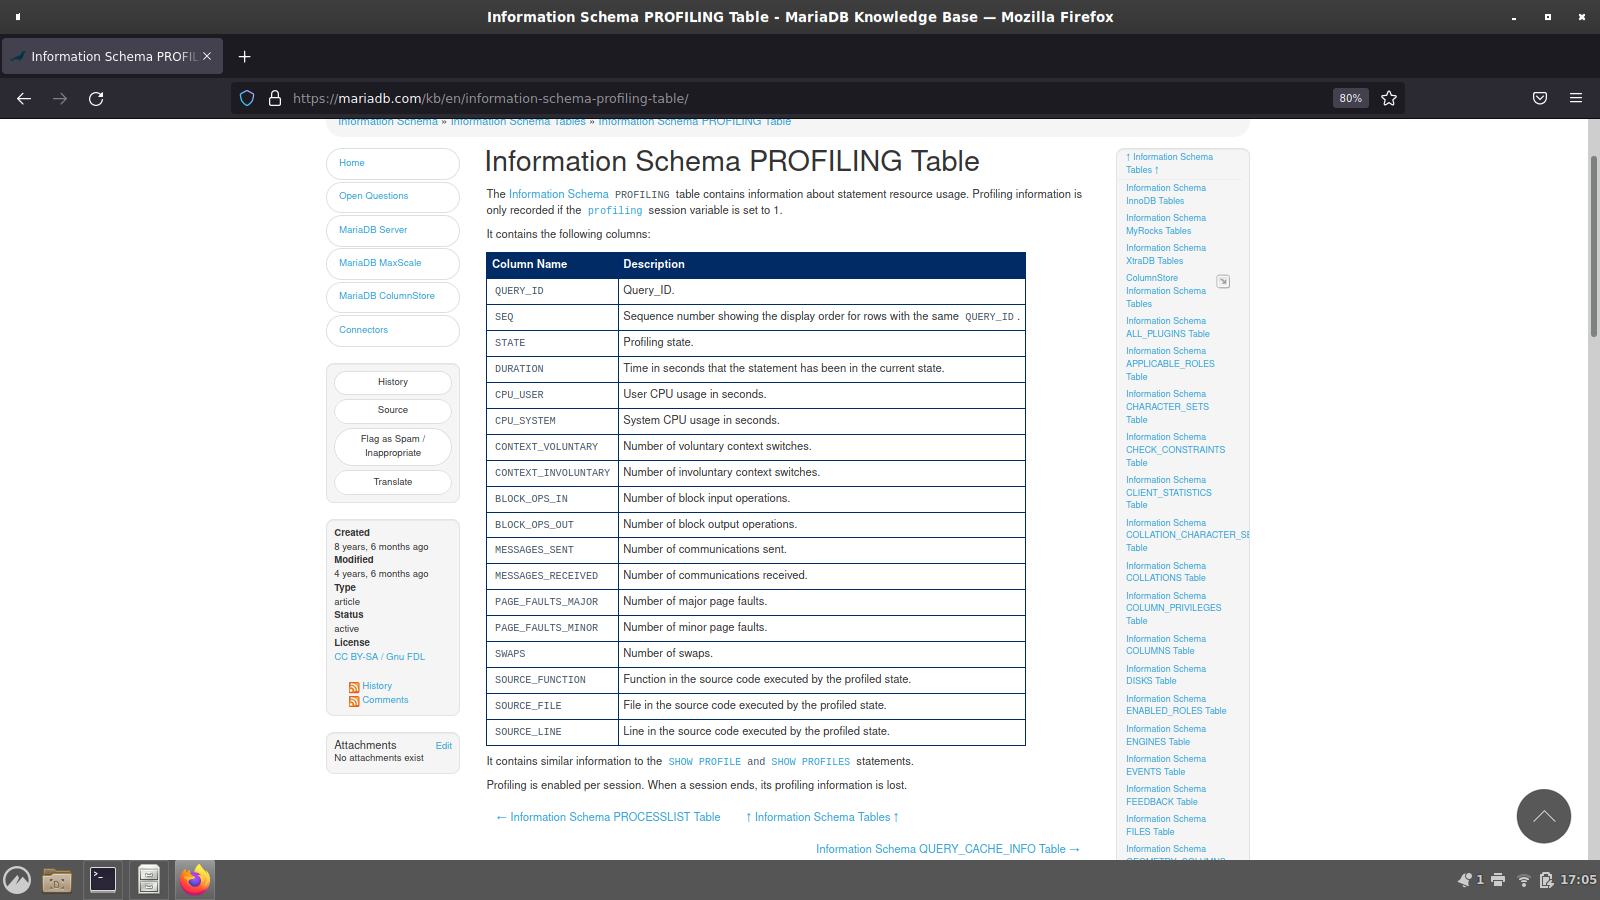 Information Schema PROFILING Table - MariaDB Knowledge Base — Mozilla Firefox
Information Schema PROFIL
https://mariadb.com/kb/en/information-schema-profiling-table/
80%
Information Schema » Information Schema Tables » Information Schema PROFILING Table
Home
Open Questions
MariaDB Server
MariaDB MaxScale
MariaDB ColumnStore
Connectors
History
Source
Flag as Spam /
Inappropriate
Translate
Created
8 years, 6 months ago
Modified
4 years, 6 months ago
Type
article
Status
active
License
CC BY-SA / Gnu FDL
History
Comments
Attachments Edit
No attachments exist
Information Schema PROFILING Table
The Information Schema PROFILING table contains information about statement resource usage. Profiling information is
only recorded if the profiling session variable is set to 1.
It contains the following columns:
Column Name Description
QUERY_ID Query_ID.
SEQ Sequence number showing the display order for rows with the same QUERY_ID.
STATE Profiling state.
DURATION Time in seconds that the statement has been in the current state.
CPU_USER User CPU usage in seconds.
CPU_SYSTEM System CPU usage in seconds.
CONTEXT_VOLUNTARY Number of voluntary context switches.
CONTEXT_INVOLUNTARY Number of involuntary context switches.
BLOCK_OPS_IN Number of block input operations.
BLOCK_OPS_OUT Number of block output operations.
MESSAGES_SENT Number of communications sent.
MESSAGES_RECEIVED Number of communications received.
PAGE_FAULTS_MAJOR Number of major page faults.
PAGE_FAULTS_MINOR Number of minor page faults.
SWAPS Number of swaps.
SOURCE_FUNCTION Function in the source code executed by the profiled state.
SOURCE_FILE File in the source code executed by the profiled state.
SOURCE_LINE Line in the source code executed by the profiled state.
It contains similar information to the SHOW PROFILE and SHOW PROFILES statements.
Profiling is enabled per session. When a session ends, its profiling information is lost.
← Information Schema PROCESSLIST Table ↑ Information Schema Tables ↑
Information Schema QUERY_CACHE_INFO Table →
↑ Information Schema
Tables ↑
Information Schema
InnoDB Tables
Information Schema
MyRocks Tables
Information Schema
XtraDB Tables
ColumnStore
Information Schema
Tables
Information Schema
ALL_PLUGINS Table
Information Schema
APPLICABLE_ROLES
Table
Information Schema
CHARACTER_SETS
Table
Information Schema
CHECK_CONSTRAINTS
Table
Information Schema
CLIENT_STATISTICS
Table
Information Schema
COLLATION_CHARACTER_SE
Table
Information Schema
COLLATIONS Table
Information Schema
COLUMN_PRIVILEGES
Table
Information Schema
COLUMNS Table
Information Schema
DISKS Table
Information Schema
ENABLED_ROLES Table
Information Schema
ENGINES Table
Information Schema
EVENTS Table
Information Schema
FEEDBACK Table
Information Schema
FILES Table
Information Schema
GEOMETRY_COLUMNS
1 17:05